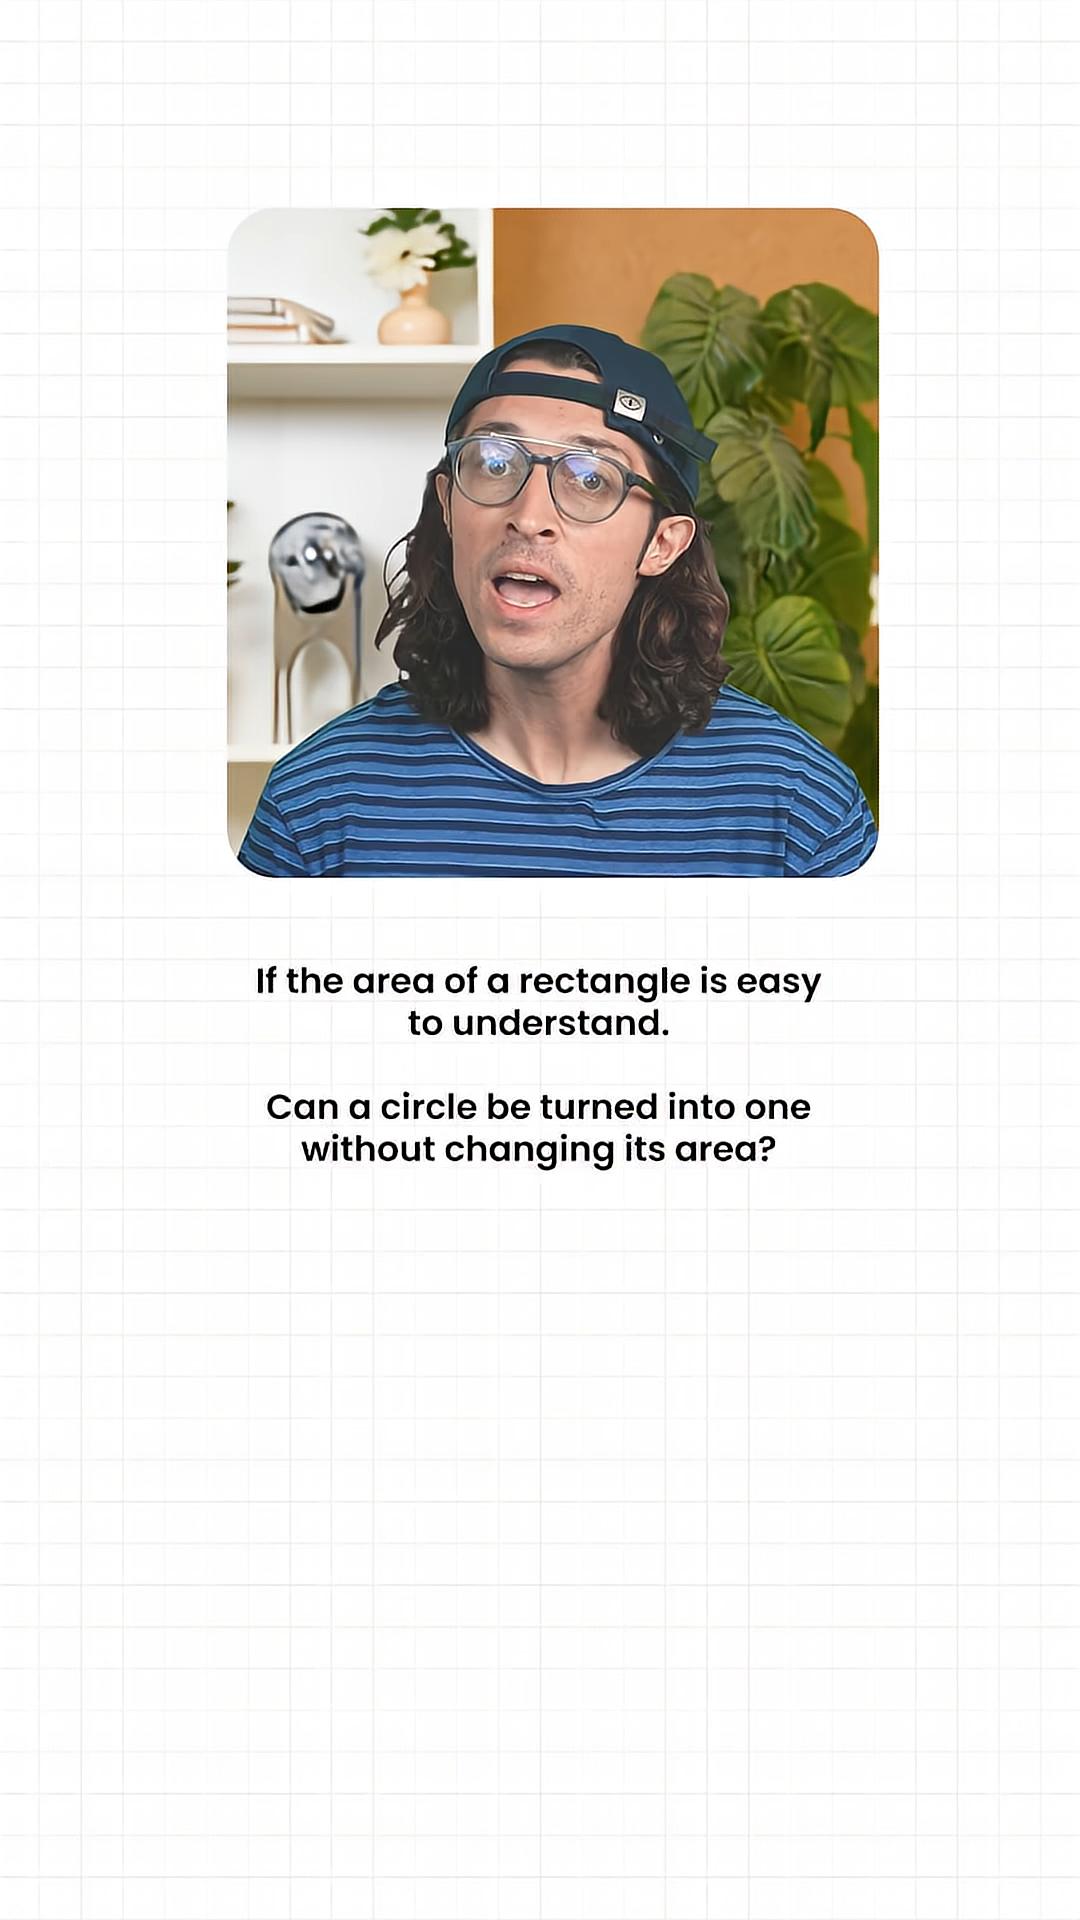 If the area of a rectangle is easy
to understand.
Can a circle be turned into one
without changing its area?